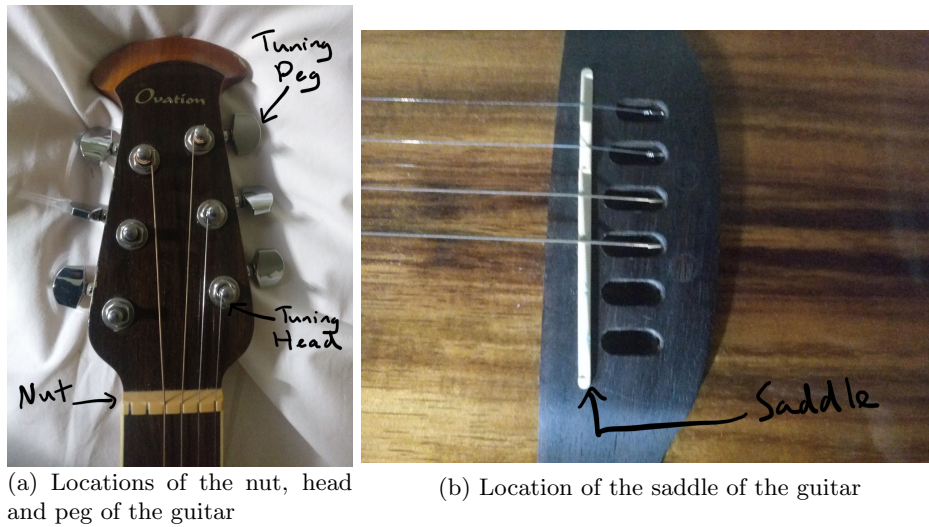 Tuning
Peg
Ovation
Tuning
Head
Nut
Saddle
(a) Locations of the nut, head
and peg of the guitar
(b) Location of the saddle of the guitar